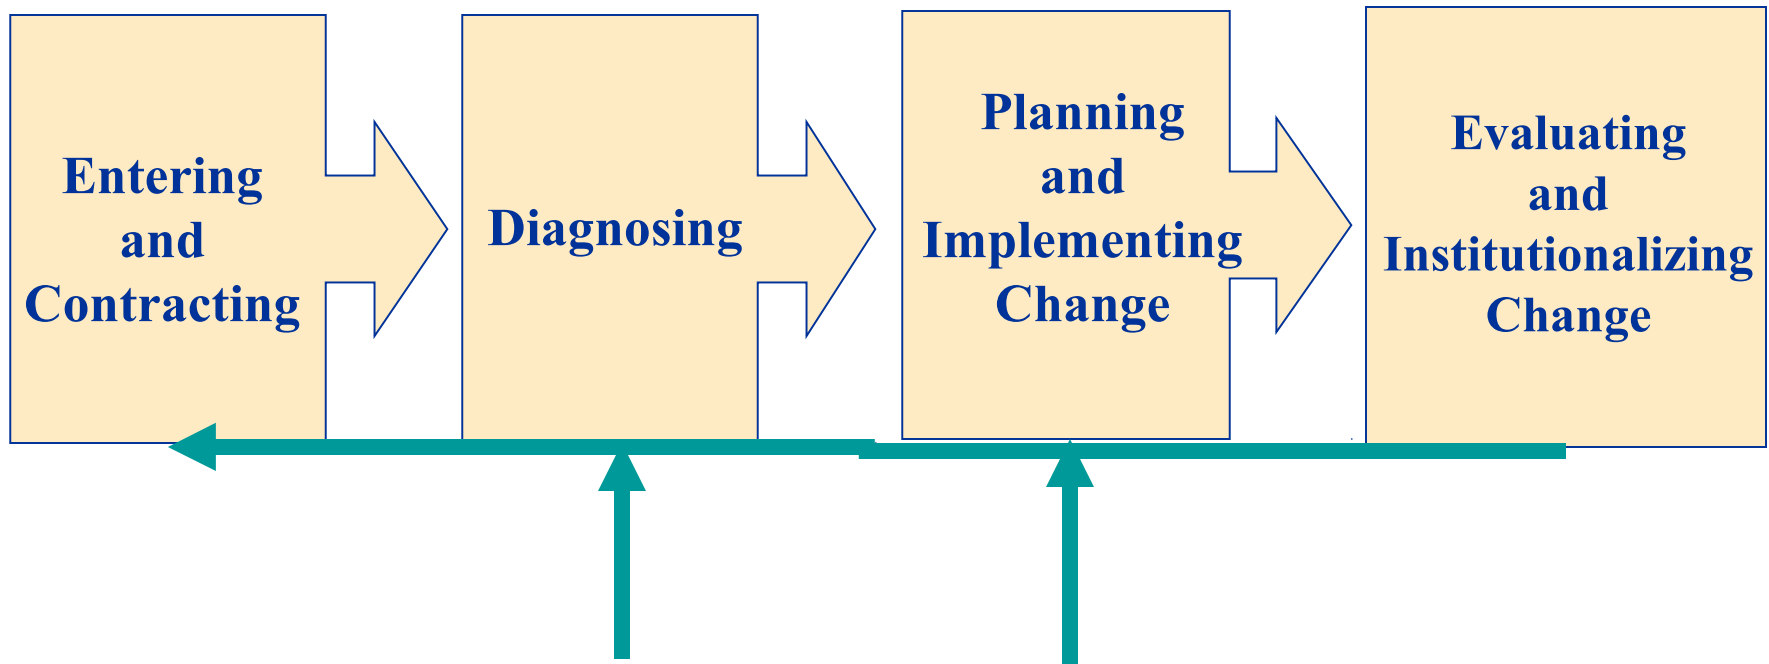 Entering
and
Contracting
Diagnosing
Planning
and
Implementing
Change
Evaluating
and
Institutionalizing
Change